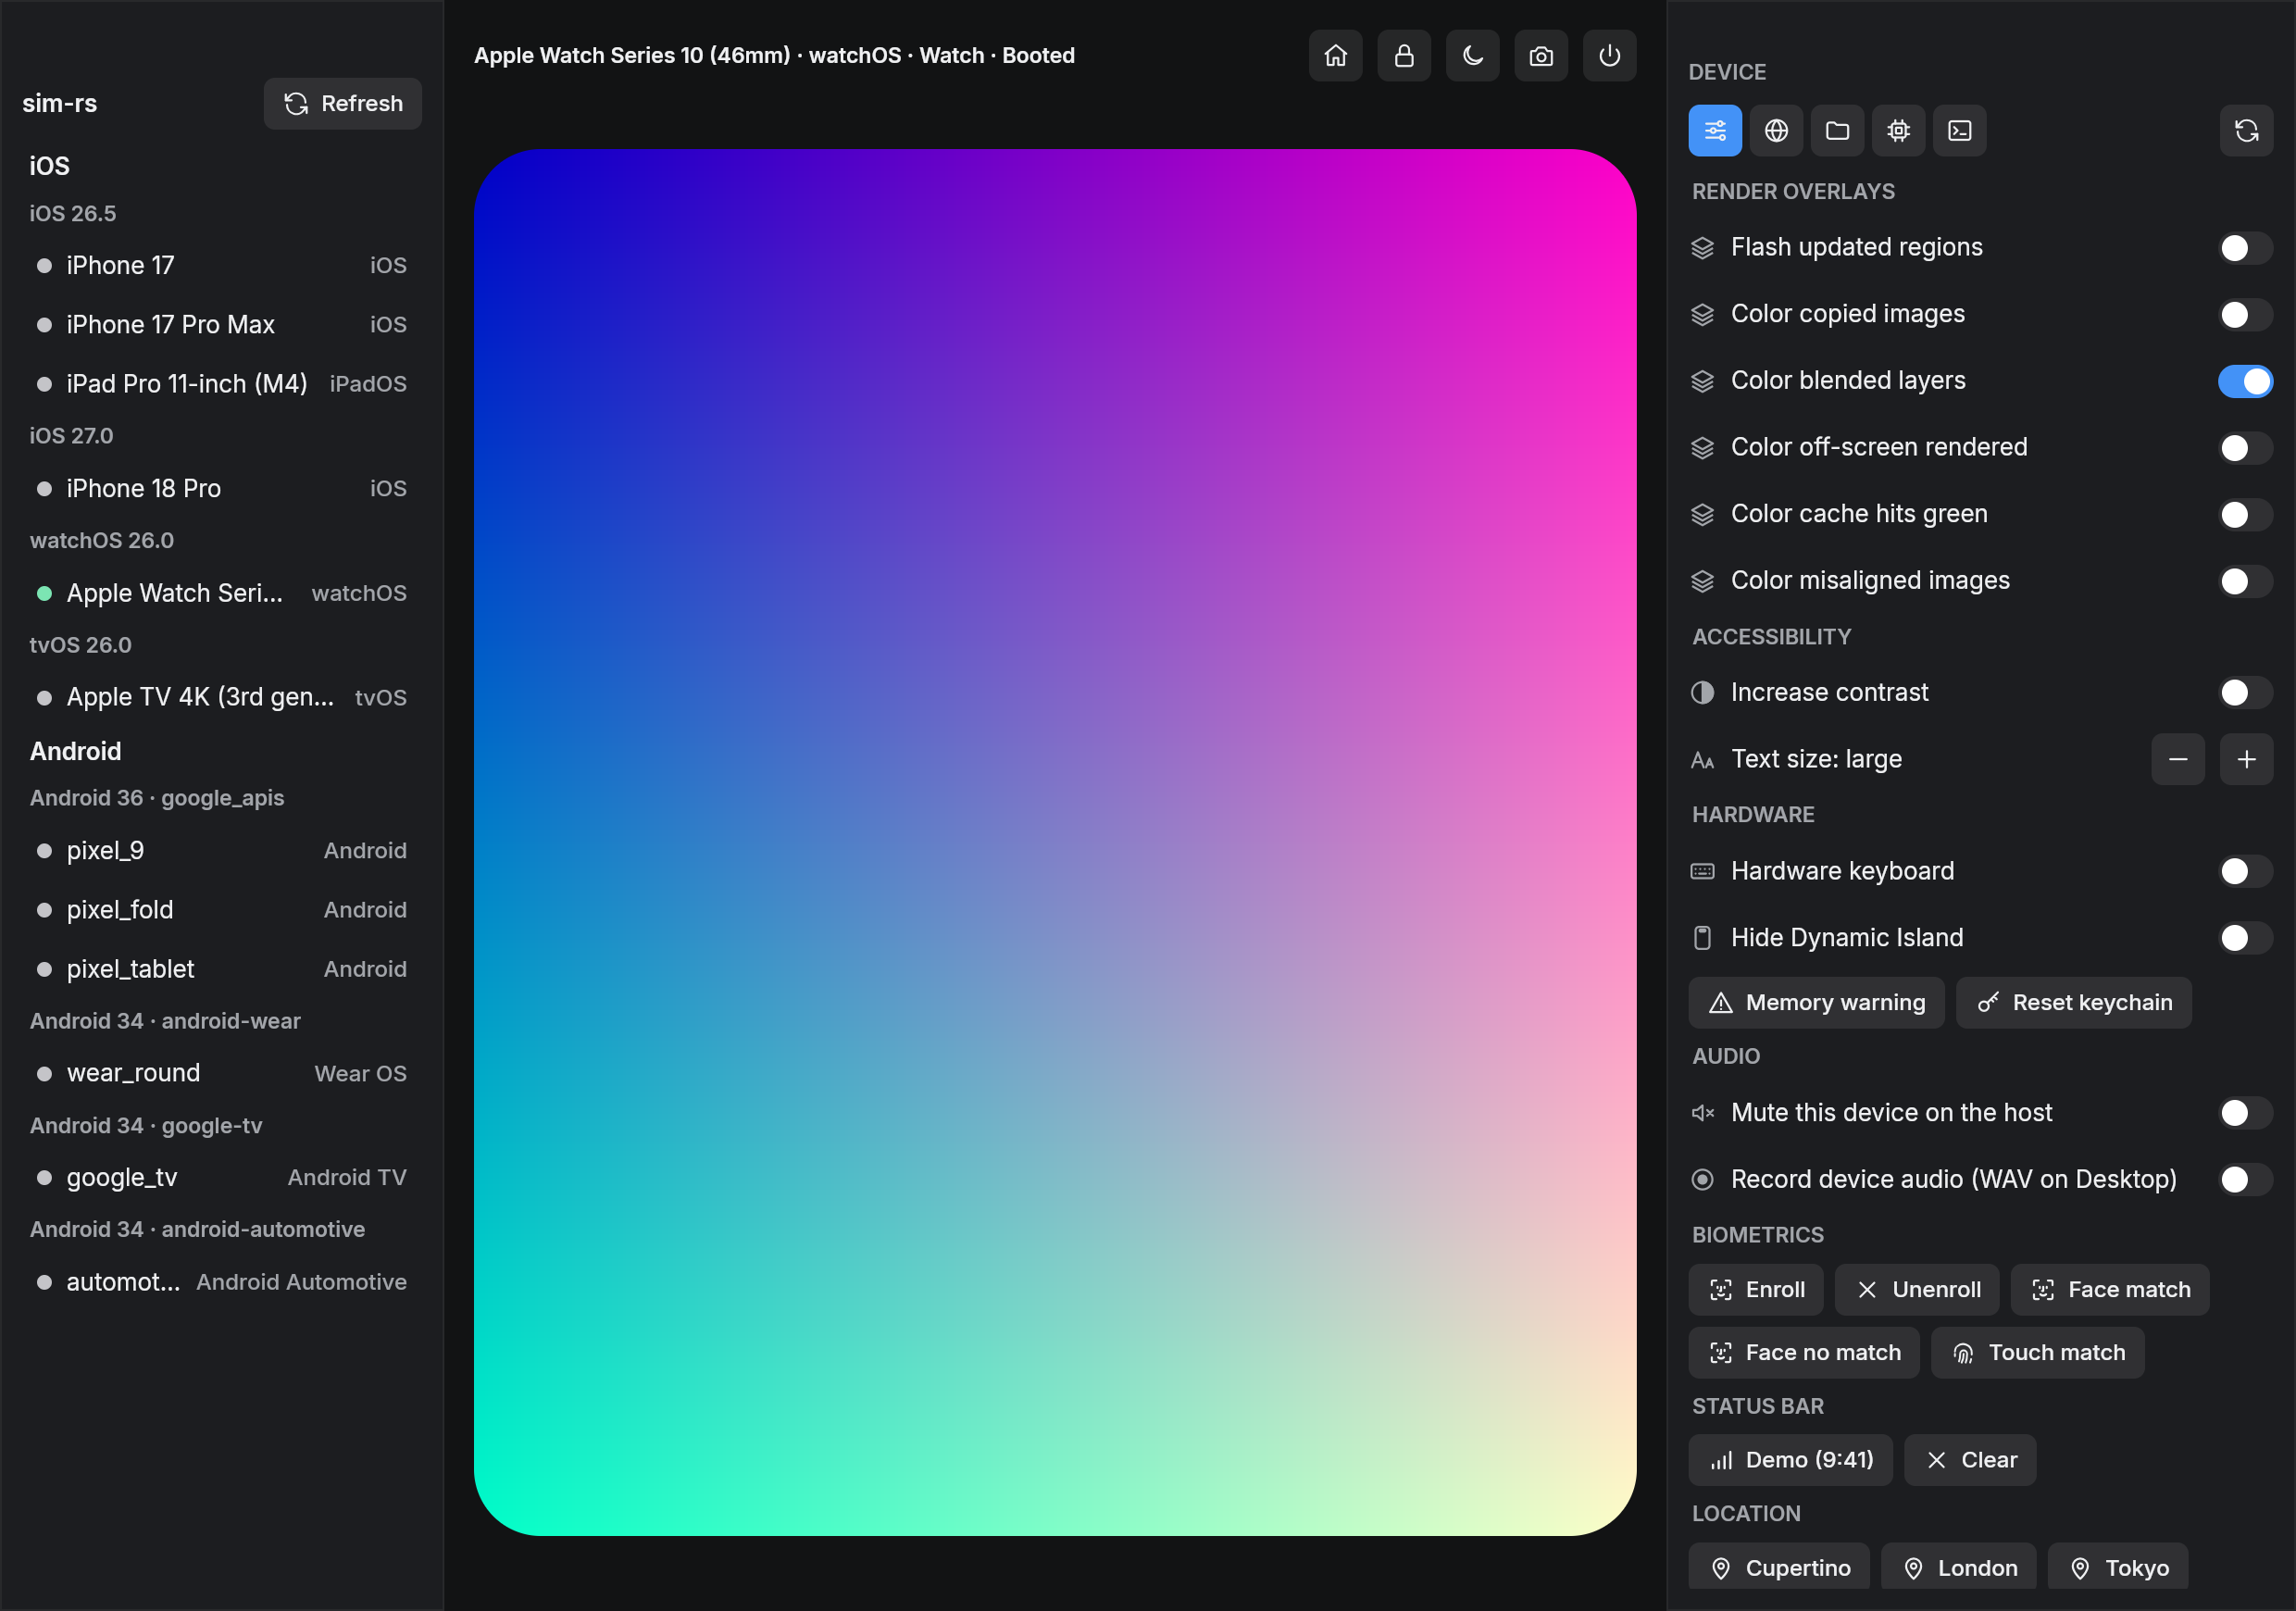 sim-rs
Refresh
iOS
iOS 26.5
iPhone 17 iOS
iPhone 17 Pro Max iOS
iPad Pro 11-inch (M4) iPadOS
iOS 27.0
iPhone 18 Pro iOS
watchOS 26.0
Apple Watch Seri... watchOS
tvOS 26.0
Apple TV 4K (3rd gen... tvOS
Android
Android 36 · google_apis
pixel_9 Android
pixel_fold Android
pixel_tablet Android
Android 34 · android-wear
wear_round Wear OS
Android 34 · google-tv
google_tv Android TV
Android 34 · android-automotive
automot... Android Automotive
Apple Watch Series 10 (46mm) · watchOS · Watch · Booted
DEVICE
RENDER OVERLAYS
Flash updated regions
Color copied images
Color blended layers
Color off-screen rendered
Color cache hits green
Color misaligned images
ACCESSIBILITY
Increase contrast
Text size: large
HARDWARE
Hardware keyboard
Hide Dynamic Island
Memory warning Reset keychain
AUDIO
Mute this device on the host
Record device audio (WAV on Desktop)
BIOMETRICS
Enroll Unenroll Face match
Face no match Touch match
STATUS BAR
Demo (9:41) Clear
LOCATION
Cupertino London Tokyo